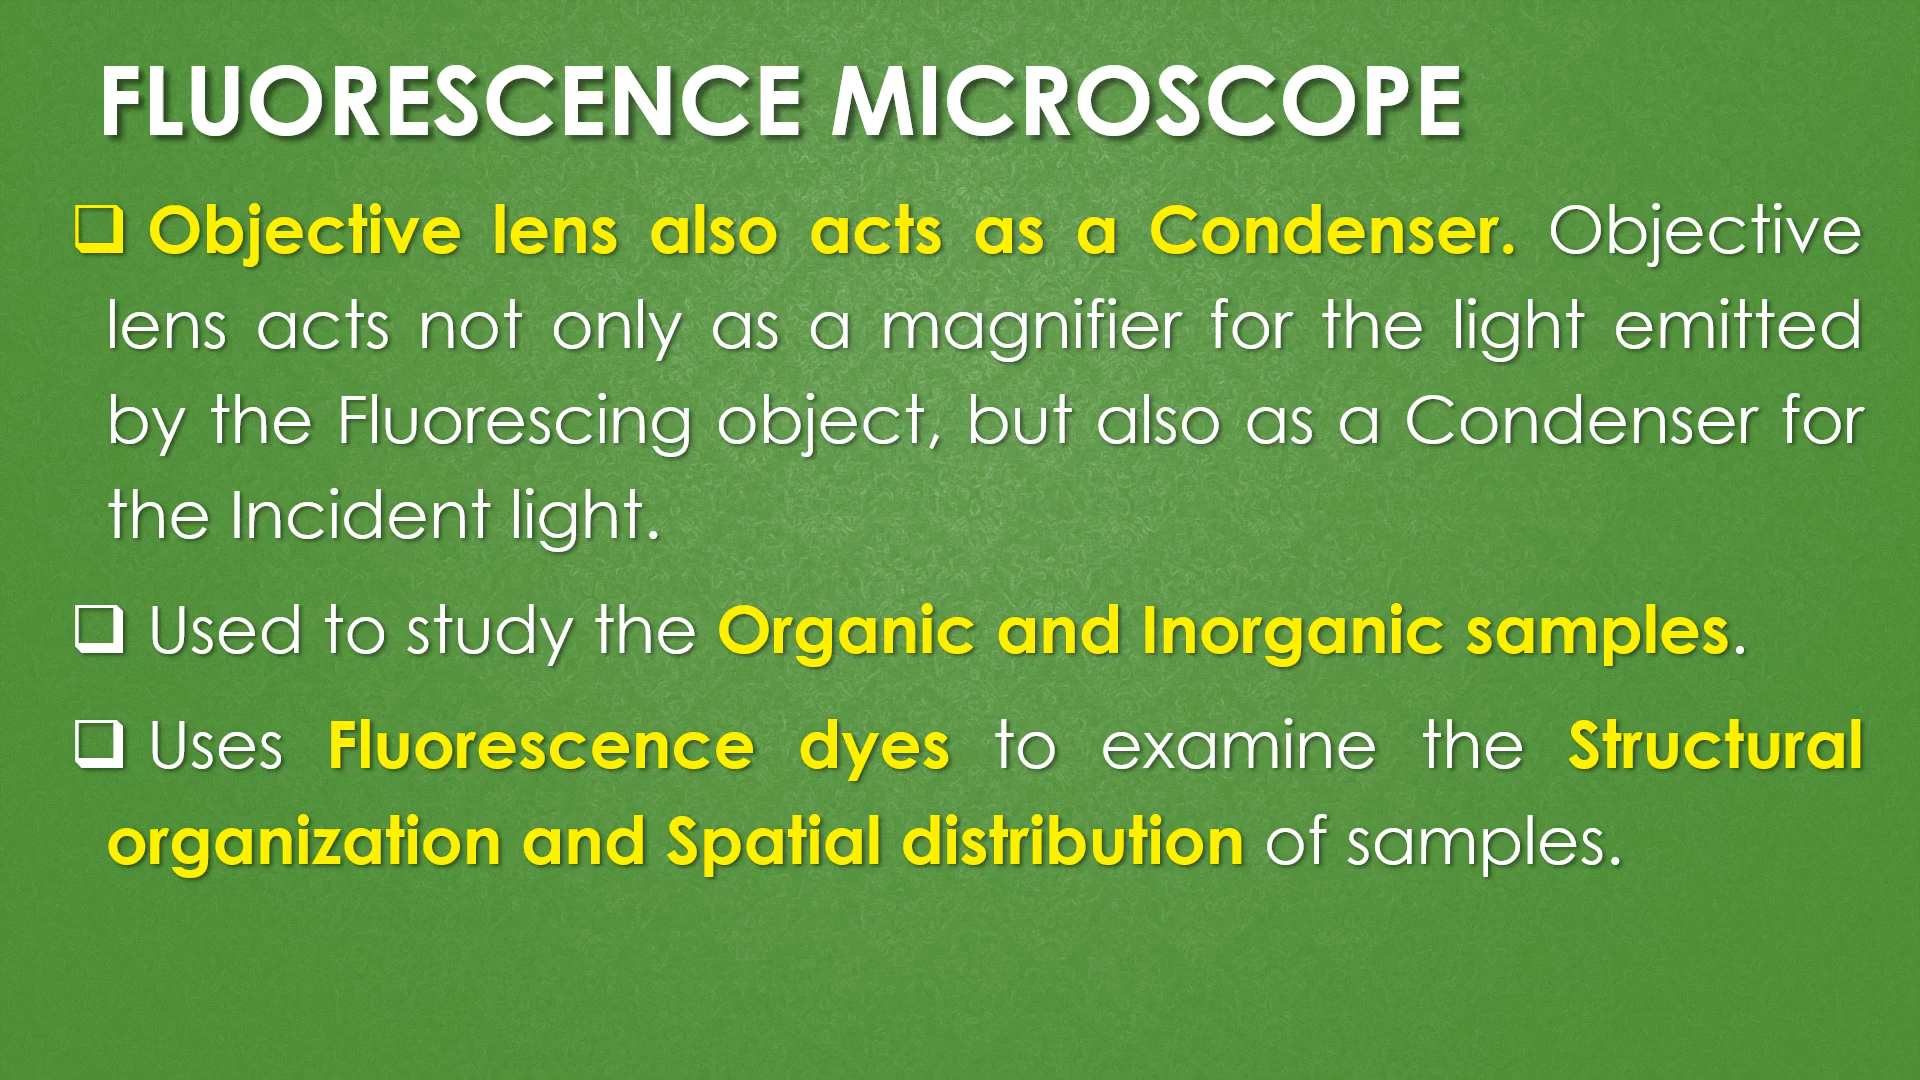 FLUORESCENCE MICROSCOPE
❑ Objective lens also acts as a Condenser. Objective
lens acts not only as a magnifier for the light emitted
by the Fluorescing object, but also as a Condenser for
the Incident light.
❑ Used to study the Organic and Inorganic samples.
❑ Uses Fluorescence dyes to examine the Structural
organization and Spatial distribution of samples.